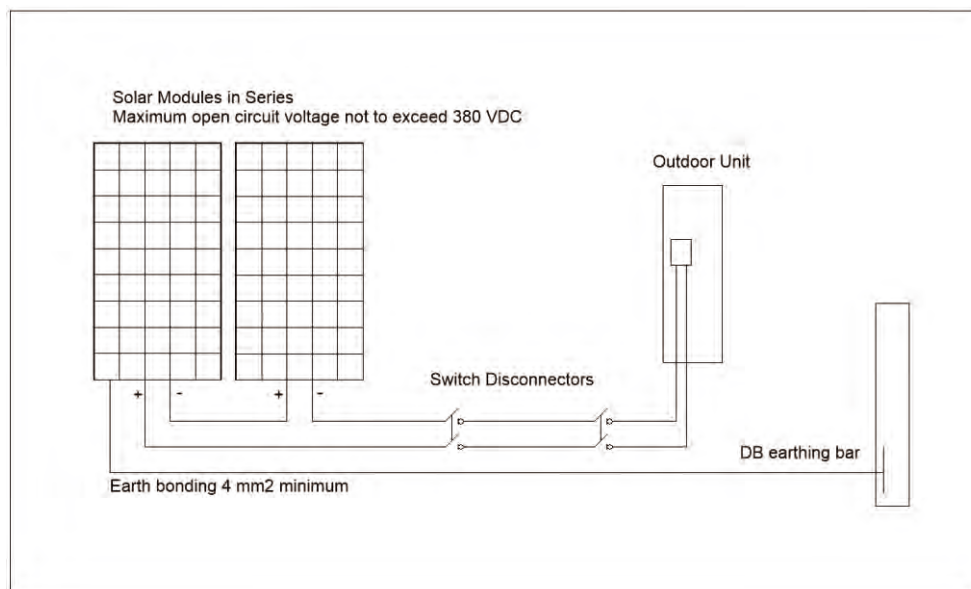 Solar Modules in Series
Maximum open circuit voltage not to exceed 380 VDC
Outdoor Unit
Switch Disconnectors
+ - + -
DB earthing bar
Earth bonding 4 mm2 minimum